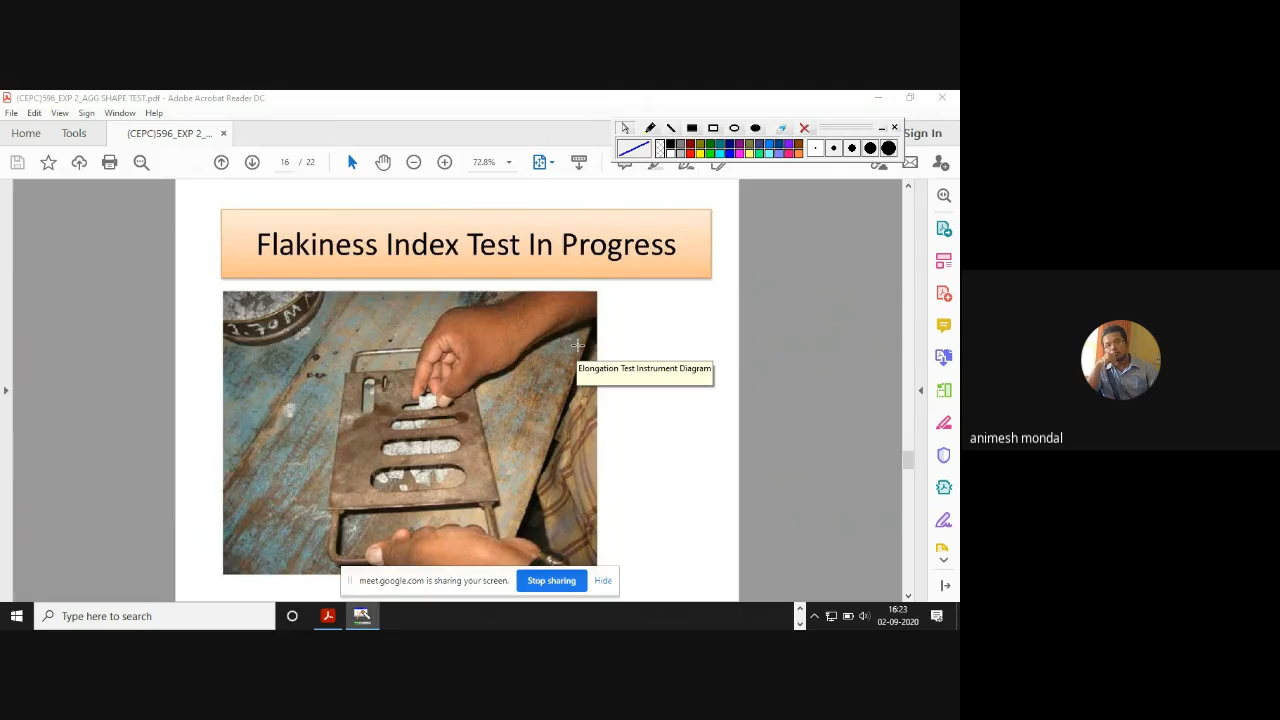 (CEPC)596_EXP 2_AGG SHAPE TEST.pdf - Adobe Acrobat Reader DC
File Edit View Sign Window Help
Home Tools (CEPC)596_EXP 2_... × Sign In
16 / 22 72.8%
Flakiness Index Test In Progress
Elongation Test Instrument Diagram
animesh mondal
meet.google.com is sharing your screen. Stop sharing Hide
Type here to search
16:23
02-09-2020